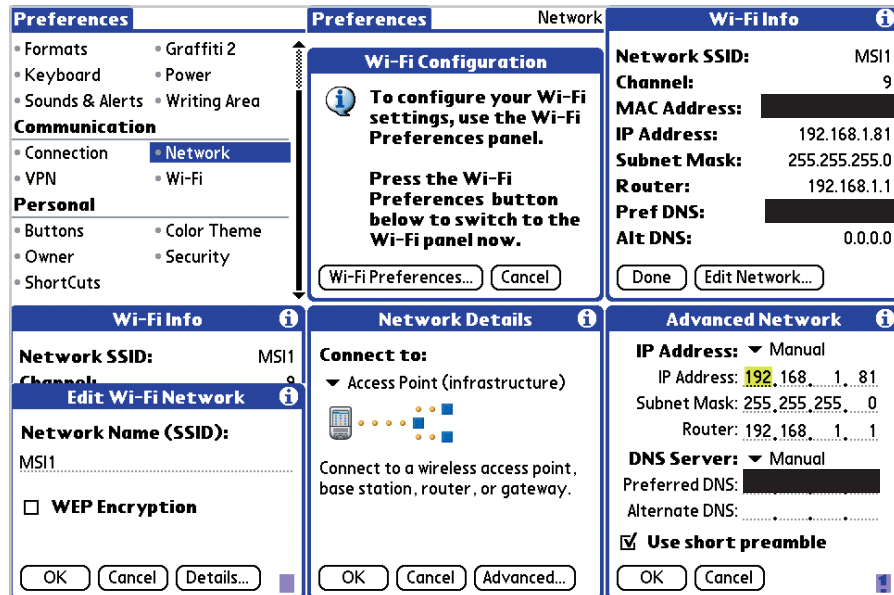 Preferences
Formats
Graffiti 2
Keyboard
Power
Sounds & Alerts
Writing Area
Communication
Connection
Network
VPN
Wi-Fi
Personal
Buttons
Color Theme
Owner
Security
ShortCuts
Preferences
Network
Wi-Fi Configuration
To configure your Wi-Fi
settings, use the Wi-Fi
Preferences panel.
Press the Wi-Fi
Preferences button
below to switch to the
Wi-Fi panel now.
Wi-Fi Preferences...
Cancel
Wi-Fi Info
Network SSID: MSI1
Channel: 9
MAC Address:
IP Address: 192.168.1.81
Subnet Mask: 255.255.255.0
Router: 192.168.1.1
Pref DNS:
Alt DNS: 0.0.0.0
Done
Edit Network...
Wi-Fi Info
Network SSID: MSI1
Channel: 9
Edit Wi-Fi Network
Network Name (SSID):
MSI1
WEP Encryption
OK
Cancel
Details...
Network Details
Connect to:
Access Point (infrastructure)
Connect to a wireless access point,
base station, router, or gateway.
OK
Cancel
Advanced...
Advanced Network
IP Address: Manual
IP Address: 192.168.1.81
Subnet Mask: 255.255.255.0
Router: 192.168.1.1
DNS Server: Manual
Preferred DNS:
Alternate DNS:
Use short preamble
OK
Cancel